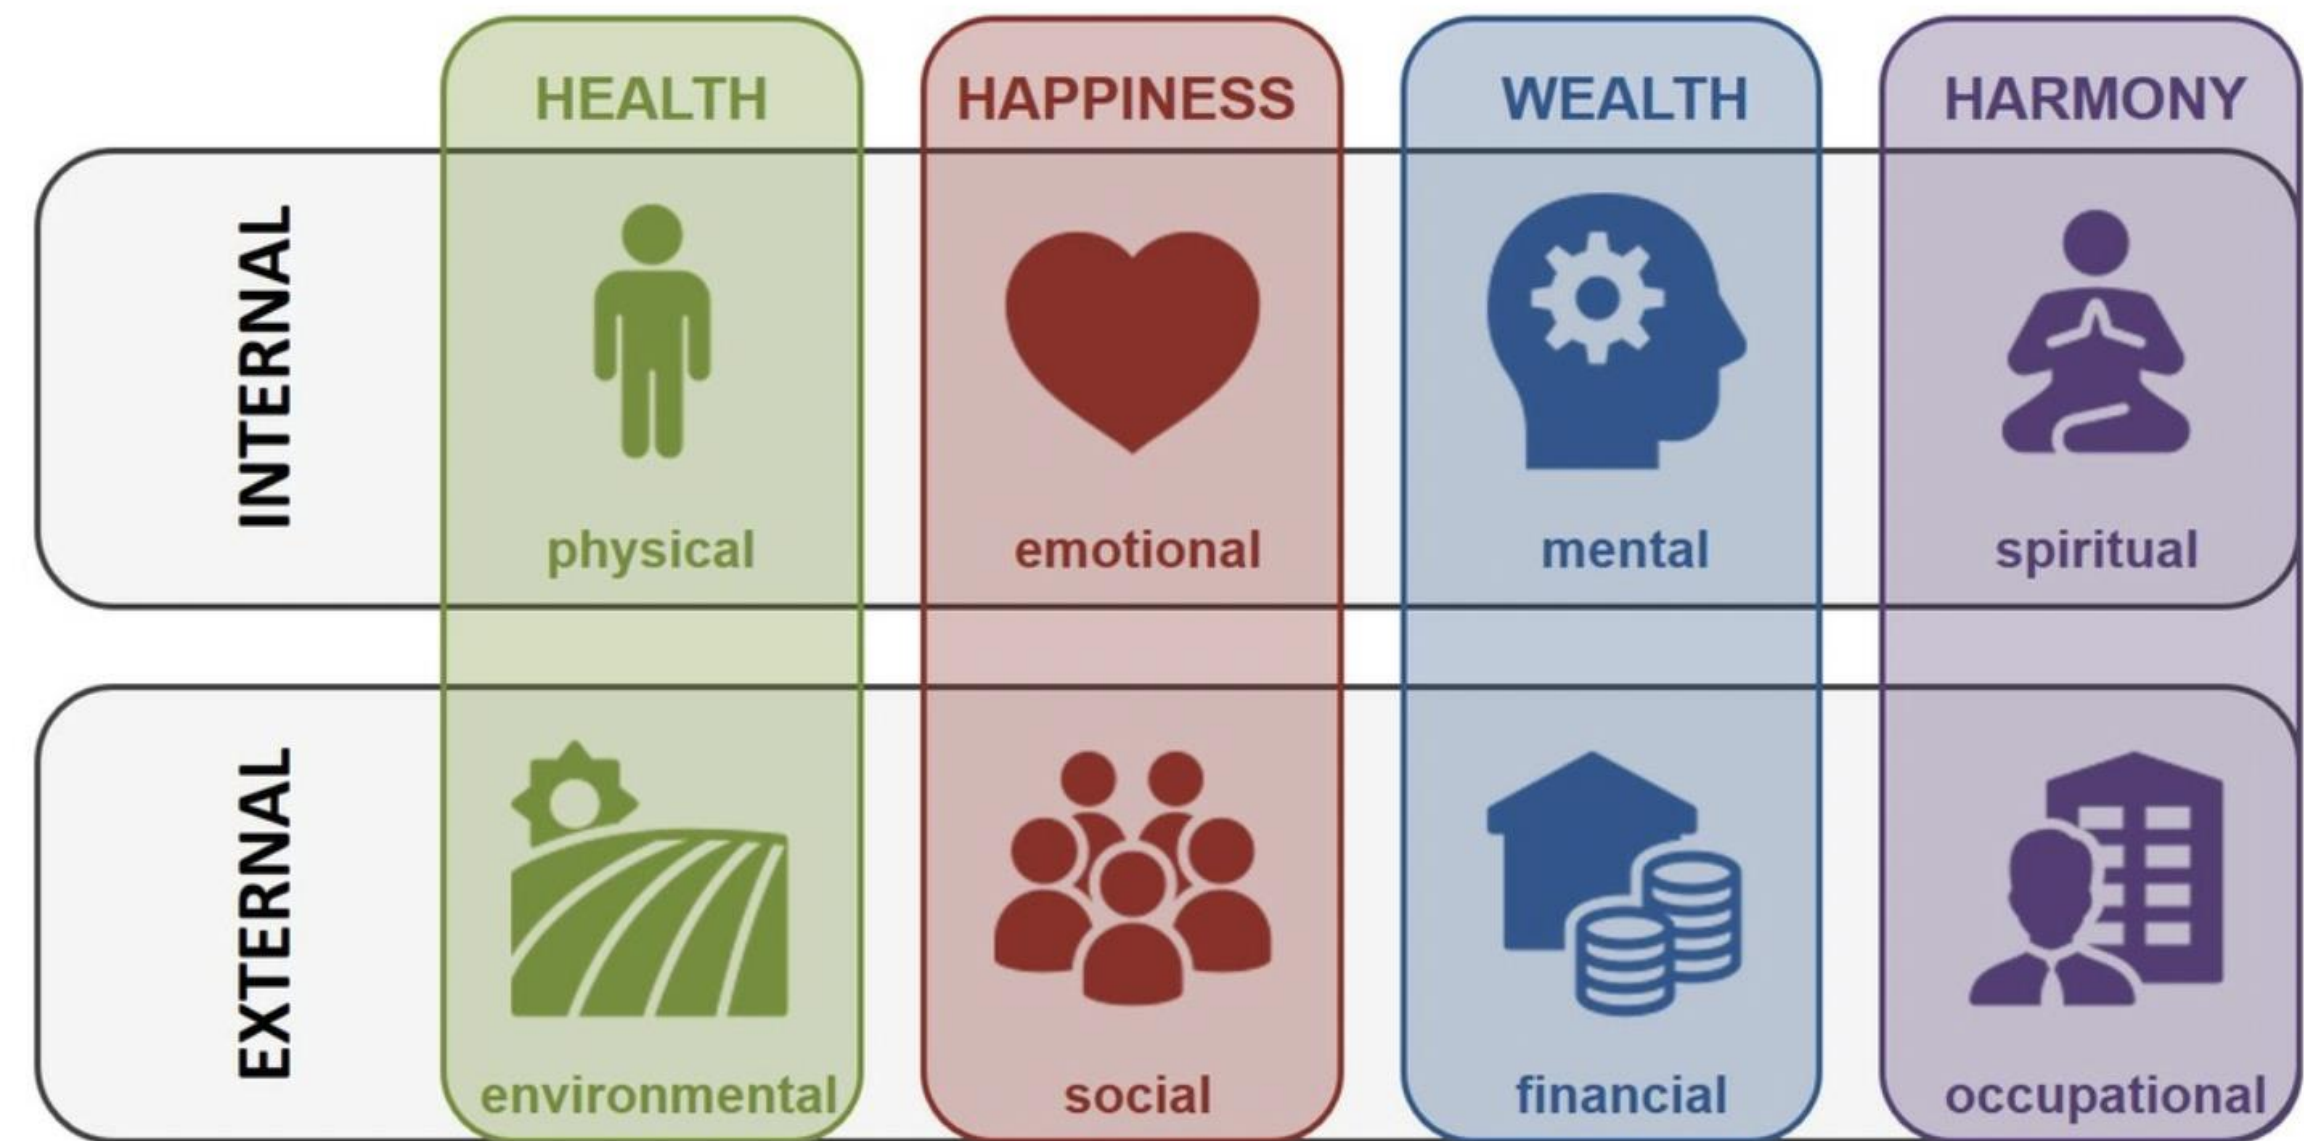 HEALTH HAPPINESS WEALTH HARMONY
INTERNAL
physical emotional mental spiritual
EXTERNAL
environmental social financial occupational